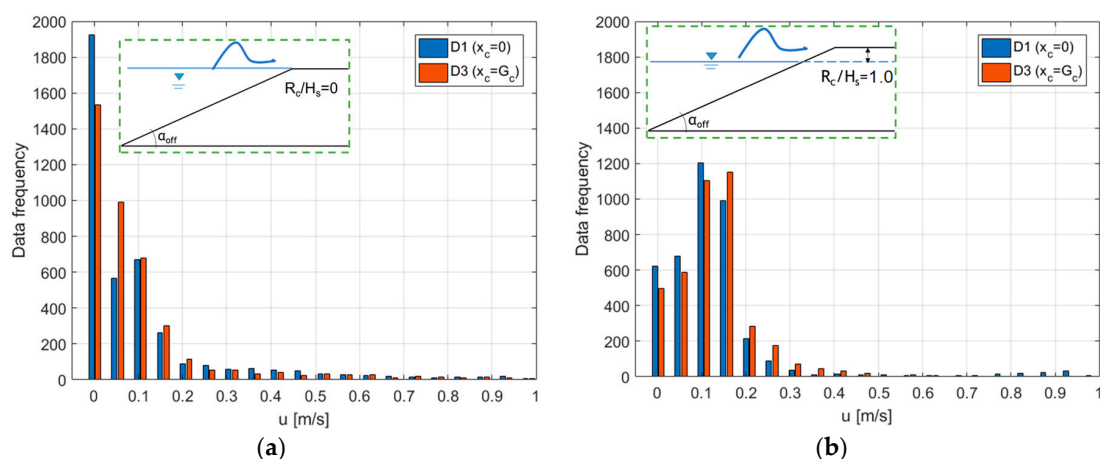 2000
1800
1600
1400
1200
1000
800
600
400
200
0
Data frequency
0 0.1 0.2 0.3 0.4 0.5 0.6 0.7 0.8 0.9 1
u [m/s]
D1 (x_c=0)
D3 (x_c=G_c)
R_c/H_s=0
α_off
(a)
2000
1800
1600
1400
1200
1000
800
600
400
200
0
Data frequency
0 0.1 0.2 0.3 0.4 0.5 0.6 0.7 0.8 0.9 1
u [m/s]
D1 (x_c=0)
D3 (x_c=G_c)
R_c/H_s=1.0
α_off
(b)